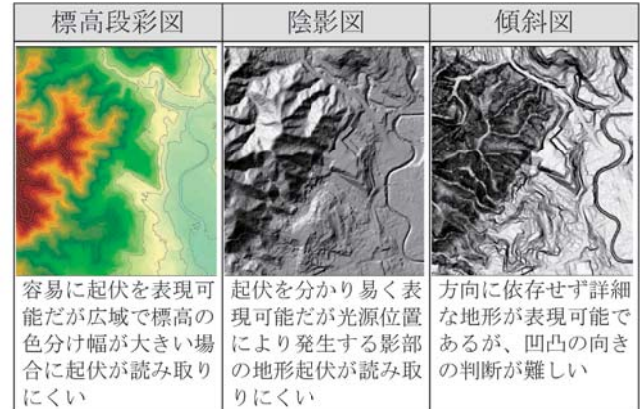 標高段彩図
陰影図
傾斜図
容易に起伏を表現可
能だが広域で標高の
色分け幅が大きい場
合に起伏が読み取り
にくい
起伏を分かり易く表
現可能だが光源位置
により発生する影部
の地形起伏が読み取
りにくい
方向に依存せず詳細
な地形が表現可能で
あるが、凹凸の向き
の判断が難しい